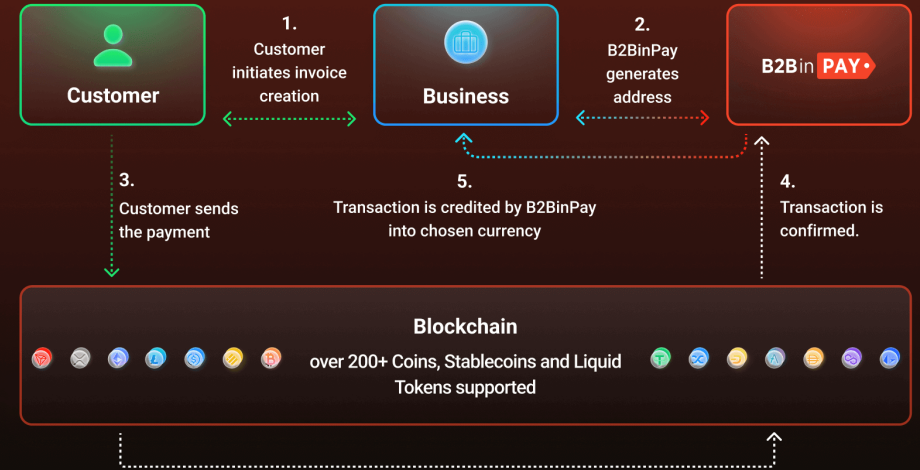 Customer
1.
Customer
initiates invoice
creation
Business
2.
B2BinPay
generates
address
B2Bin PAY
3.
Customer sends
the payment
5.
Transaction is credited by B2BinPay
into chosen currency
4.
Transaction is
confirmed.
Blockchain
over 200+ Coins, Stablecoins and Liquid
Tokens supported